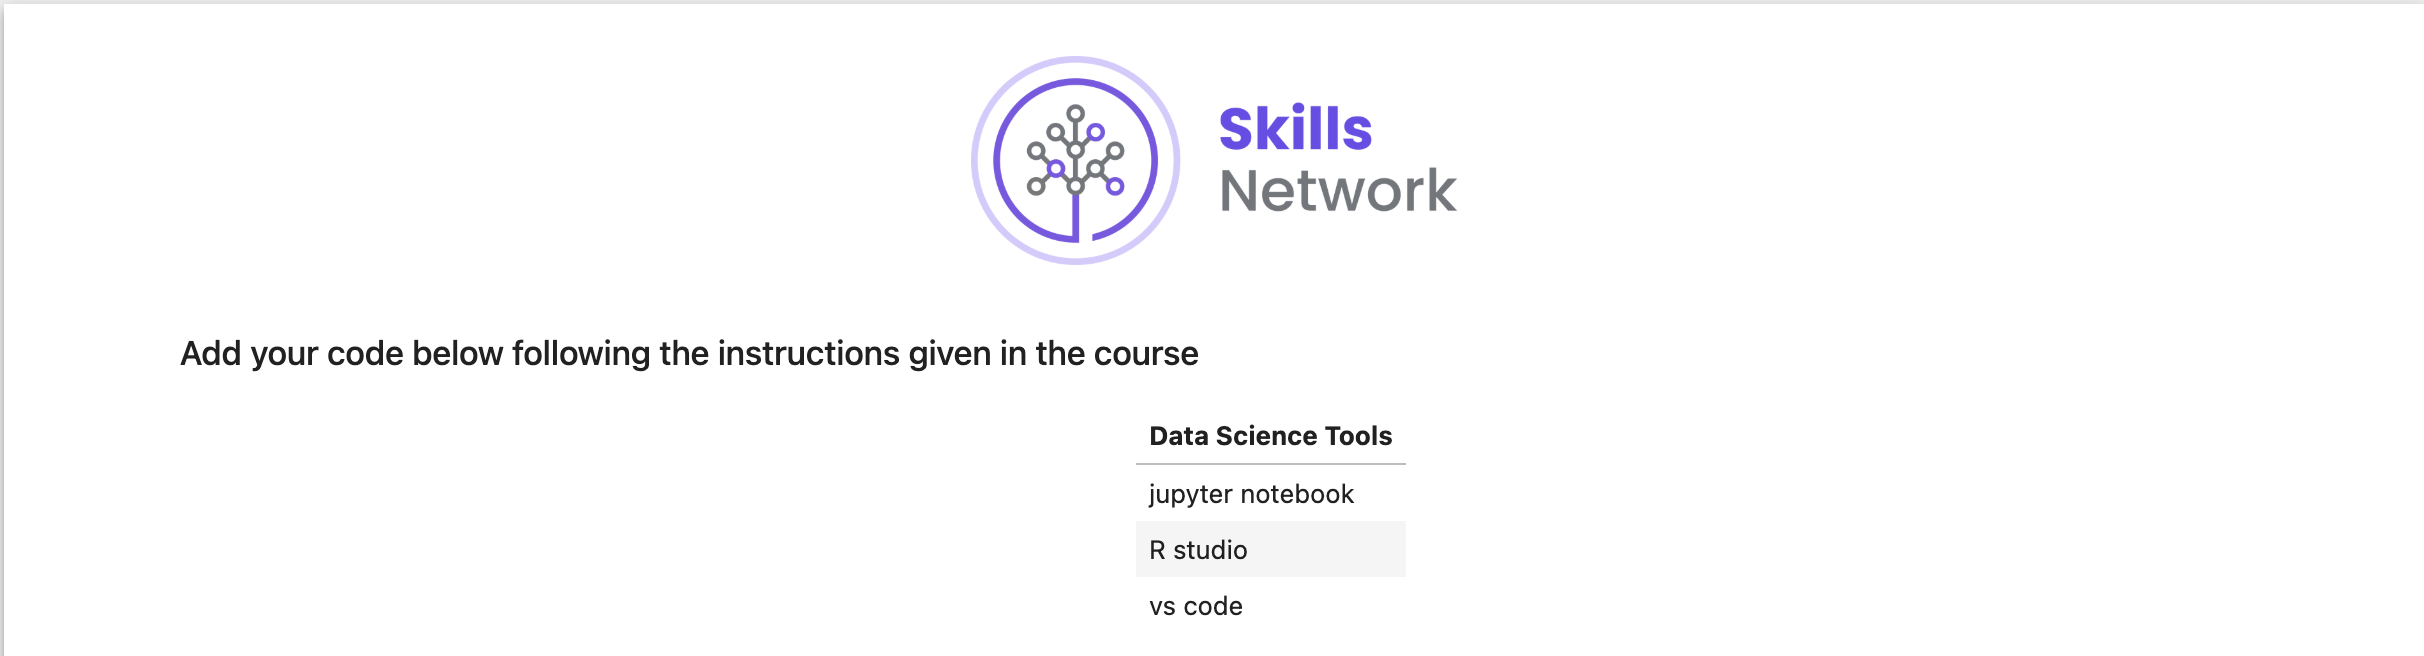 Skills
Network
Add your code below following the instructions given in the course
Data Science Tools
jupyter notebook
R studio
vs code